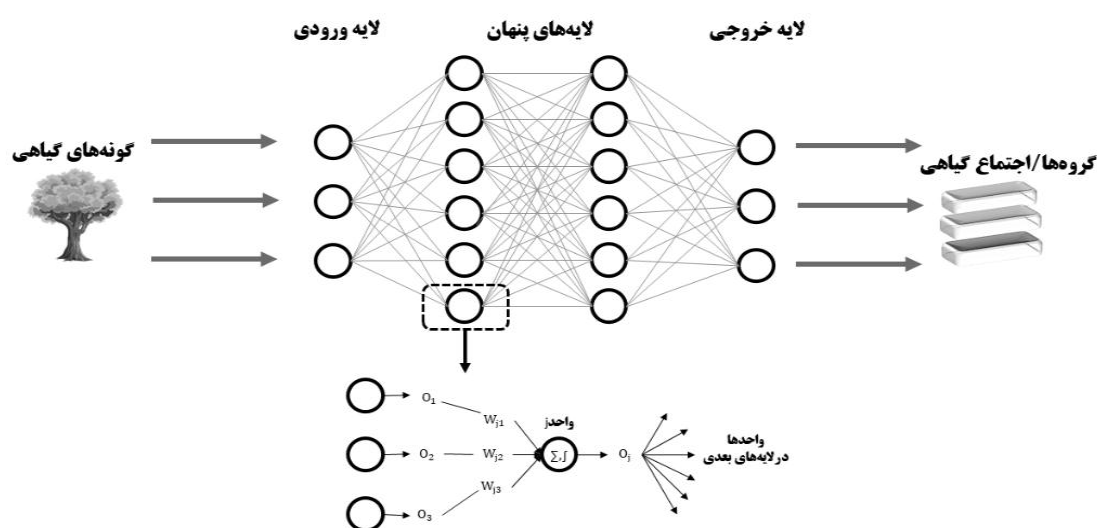 لایه ورودی
لایه‌های پنهان
لایه خروجی
گونه‌های گیاهی
گروه‌ها/اجتماع گیاهی
O₁
Wⱼ₁
واحدj
O₂
Wⱼ₂
∑,∫
Oⱼ
واحدها
درلایه‌های بعدی
Wⱼ₃
O₃